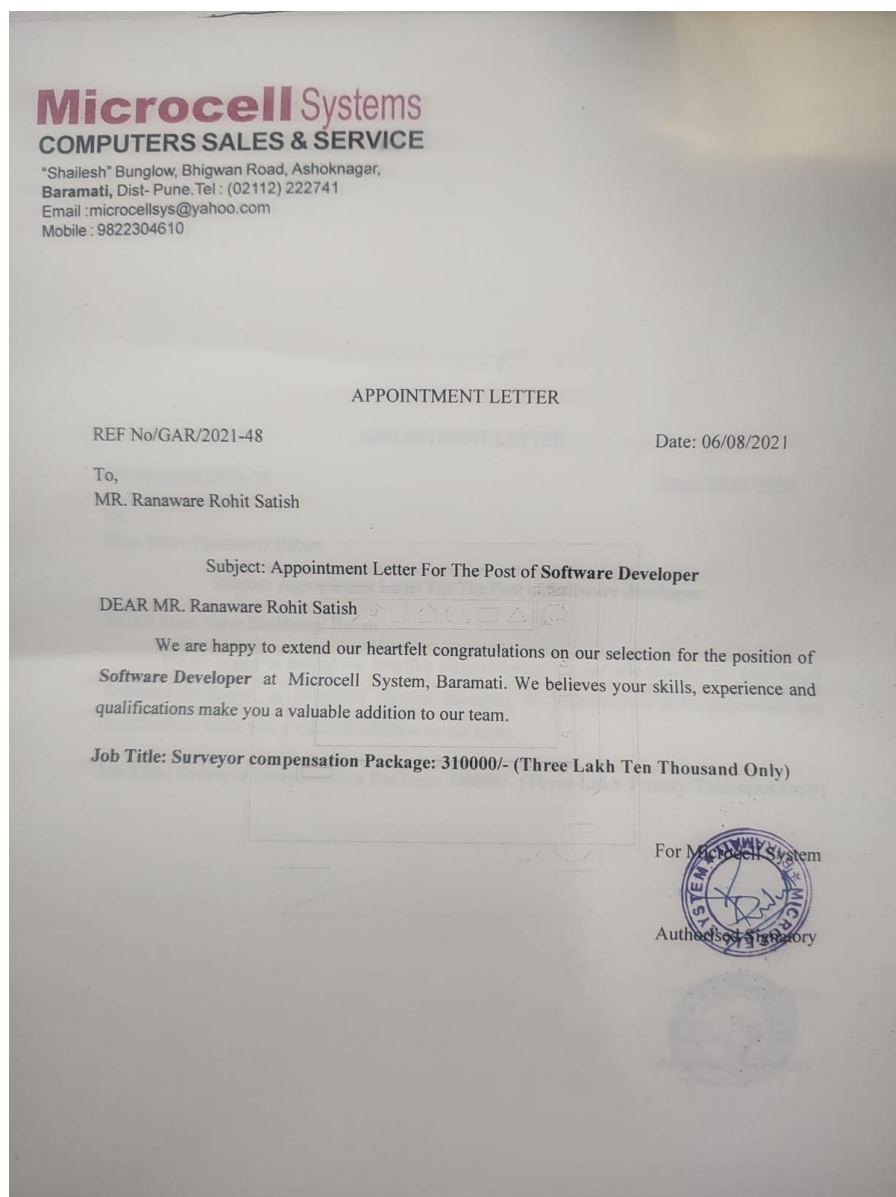 Microcell Systems
COMPUTERS SALES & SERVICE
"Shailesh" Bunglow, Bhigwan Road, Ashoknagar,
Baramati, Dist- Pune.Tel : (02112) 222741
Email :microcellsys@yahoo.com
Mobile : 9822304610
APPOINTMENT LETTER
REF No/GAR/2021-48
Date: 06/08/2021
To,
MR. Ranaware Rohit Satish
Subject: Appointment Letter For The Post of Software Developer
DEAR MR. Ranaware Rohit Satish
We are happy to extend our heartfelt congratulations on our selection for the position of
Software Developer at Microcell System, Baramati. We believes your skills, experience and
qualifications make you a valuable addition to our team.
Job Title: Surveyor compensation Package: 310000/- (Three Lakh Ten Thousand Only)
For Microcell System
Authorised Signatory